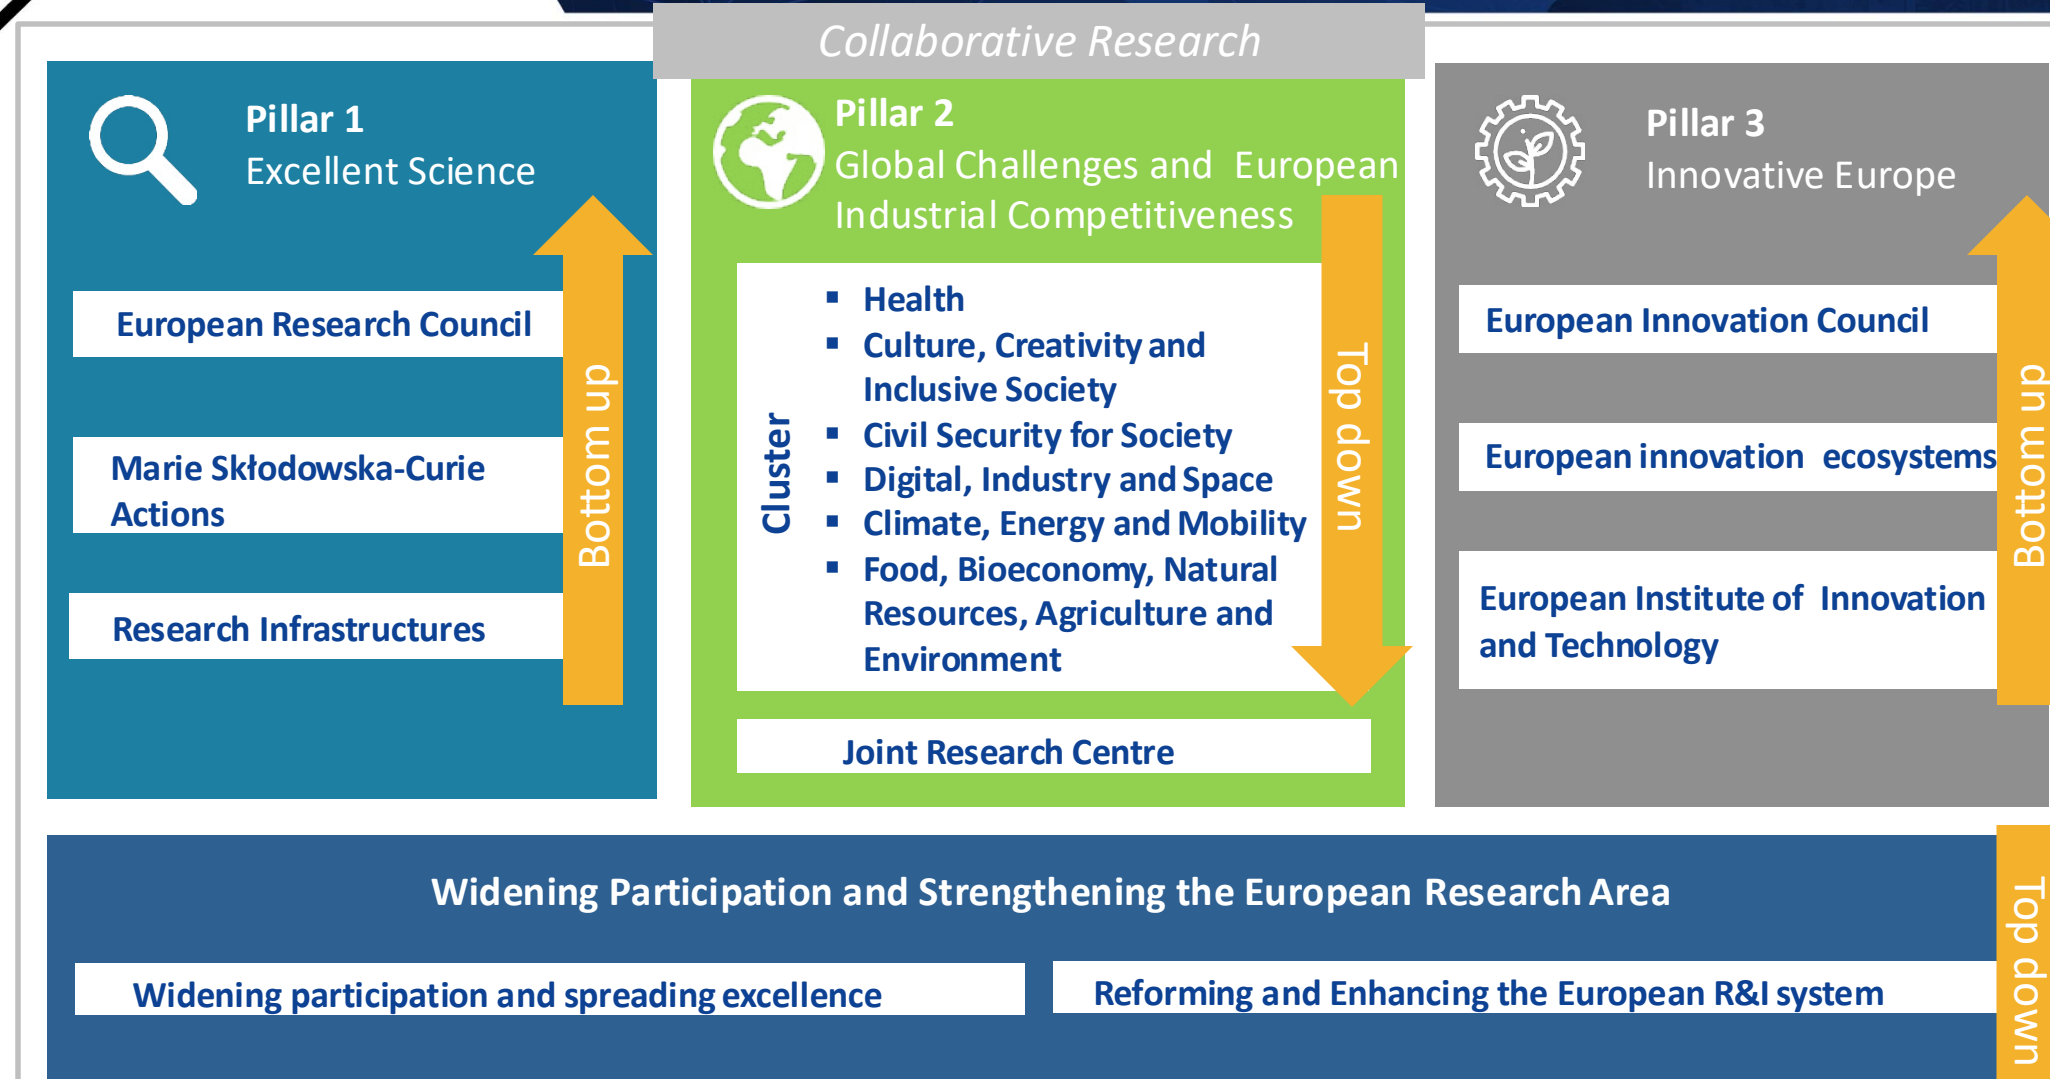 Collaborative Research
Pillar 1
Excellent Science
European Research Council
Marie Skłodowska-Curie
Actions
Research Infrastructures
Bottom up
Pillar 2
Global Challenges and European
Industrial Competitiveness
Cluster
▪ Health
▪ Culture, Creativity and
Inclusive Society
▪ Civil Security for Society
▪ Digital, Industry and Space
▪ Climate, Energy and Mobility
▪ Food, Bioeconomy, Natural
Resources, Agriculture and
Environment
Top down
Joint Research Centre
Pillar 3
Innovative Europe
European Innovation Council
European innovation ecosystems
European Institute of Innovation
and Technology
Bottom up
Widening Participation and Strengthening the European Research Area
Widening participation and spreading excellence
Reforming and Enhancing the European R&I system
Top down